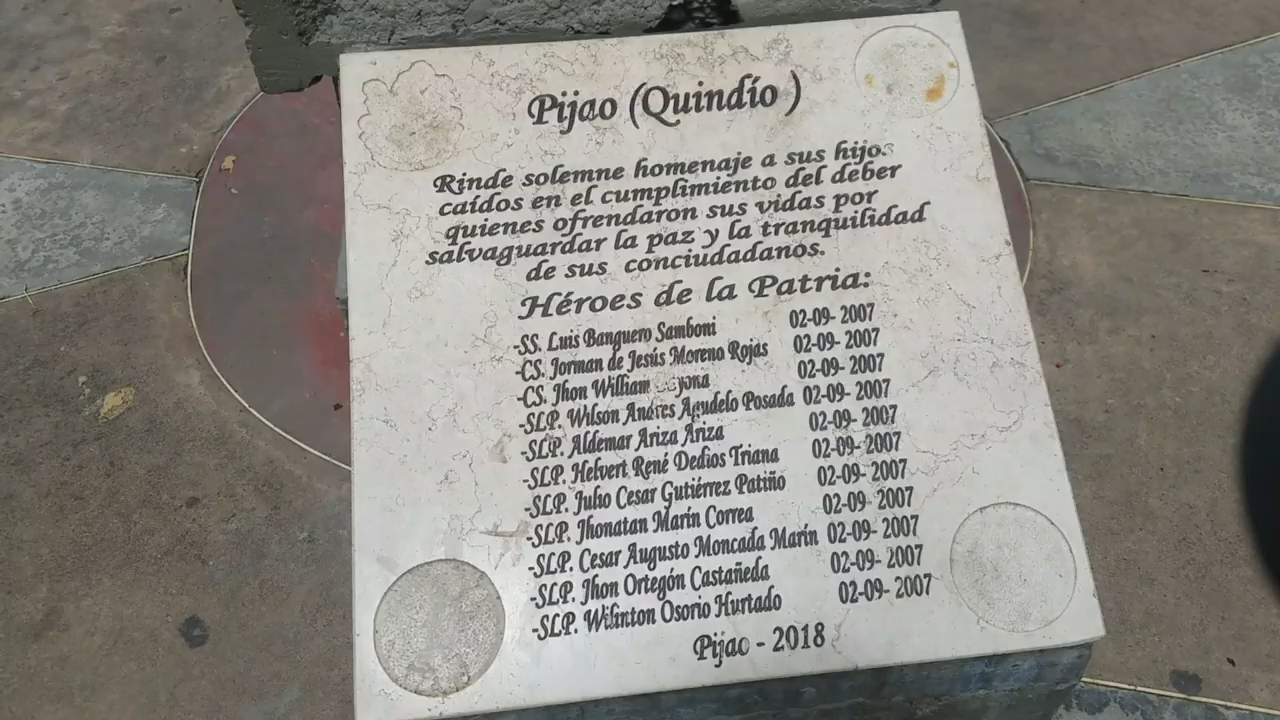 Pijao (Quindío )
Rinde solemne homenaje a sus hijos
caídos en el cumplimiento del deber
quienes ofrendaron sus vidas por
salvaguardar la paz y la tranquilidad
de sus conciudadanos.
Héroes de la Patria:
-SS. Luis Banguero Samboni 02-09- 2007
-CS. Jorman de Jesús Moreno Rojas 02-09- 2007
-CS. Jhon William 02-09- 2007
-SLP. Wilson Andres Agudelo Posada 02-09- 2007
-SLP. Aldemar Ariza Ariza 02-09- 2007
-SLP. Helvert René Dedios Triana 02-09- 2007
-SLP. Julio Cesar Gutiérrez Patiño 02-09- 2007
-SLP. Jhonatan Marín Correa 02-09- 2007
-SLP. Cesar Augusto Moncada Marín 02-09- 2007
-SLP. Jhon Ortegón Castañeda 02-09- 2007
-SLP. Wilinton Osorio Hurtado 02-09- 2007
Pijao - 2018